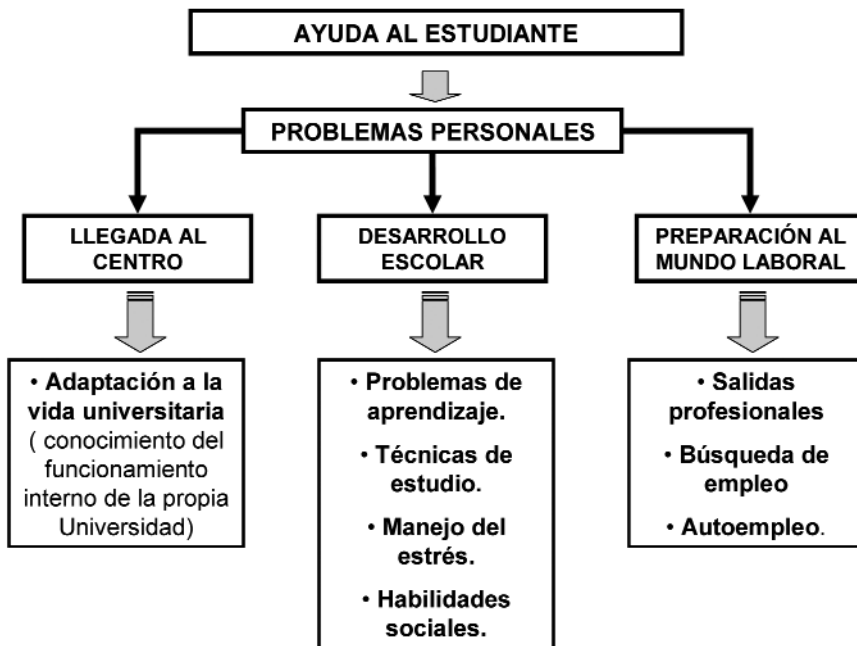 AYUDA AL ESTUDIANTE
PROBLEMAS PERSONALES
LLEGADA AL
CENTRO
DESARROLLO
ESCOLAR
PREPARACIÓN AL
MUNDO LABORAL
• Adaptación a la
vida universitaria
( conocimiento del
funcionamiento
interno de la propia
Universidad)
• Problemas de
aprendizaje.
• Técnicas de
estudio.
• Manejo del
estrés.
• Habilidades
sociales.
• Salidas
profesionales
• Búsqueda de
empleo
• Autoempleo.